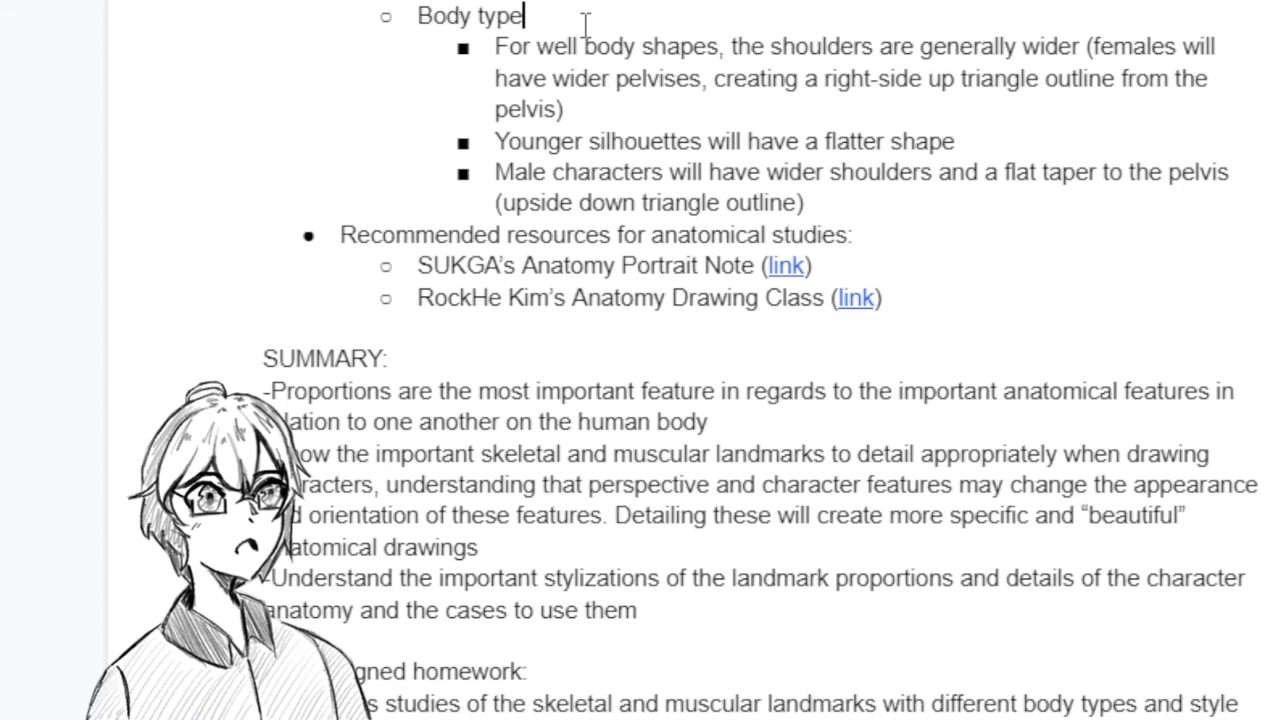 ○ Body type
■ For well body shapes, the shoulders are generally wider (females will
have wider pelvises, creating a right-side up triangle outline from the
pelvis)
■ Younger silhouettes will have a flatter shape
■ Male characters will have wider shoulders and a flat taper to the pelvis
(upside down triangle outline)
● Recommended resources for anatomical studies:
○ SUKGA’s Anatomy Portrait Note (link)
○ RockHe Kim’s Anatomy Drawing Class (link)
SUMMARY:
-Proportions are the most important feature in regards to the important anatomical features in
to one another on the human body
the important skeletal and muscular landmarks to detail appropriately when drawing
understanding that perspective and character features may change the appearance
orientation of these features. Detailing these will create more specific and “beautiful”
drawings
-Understand the important stylizations of the landmark proportions and details of the character
anatomy and the cases to use them
homework:
studies of the skeletal and muscular landmarks with different body types and style